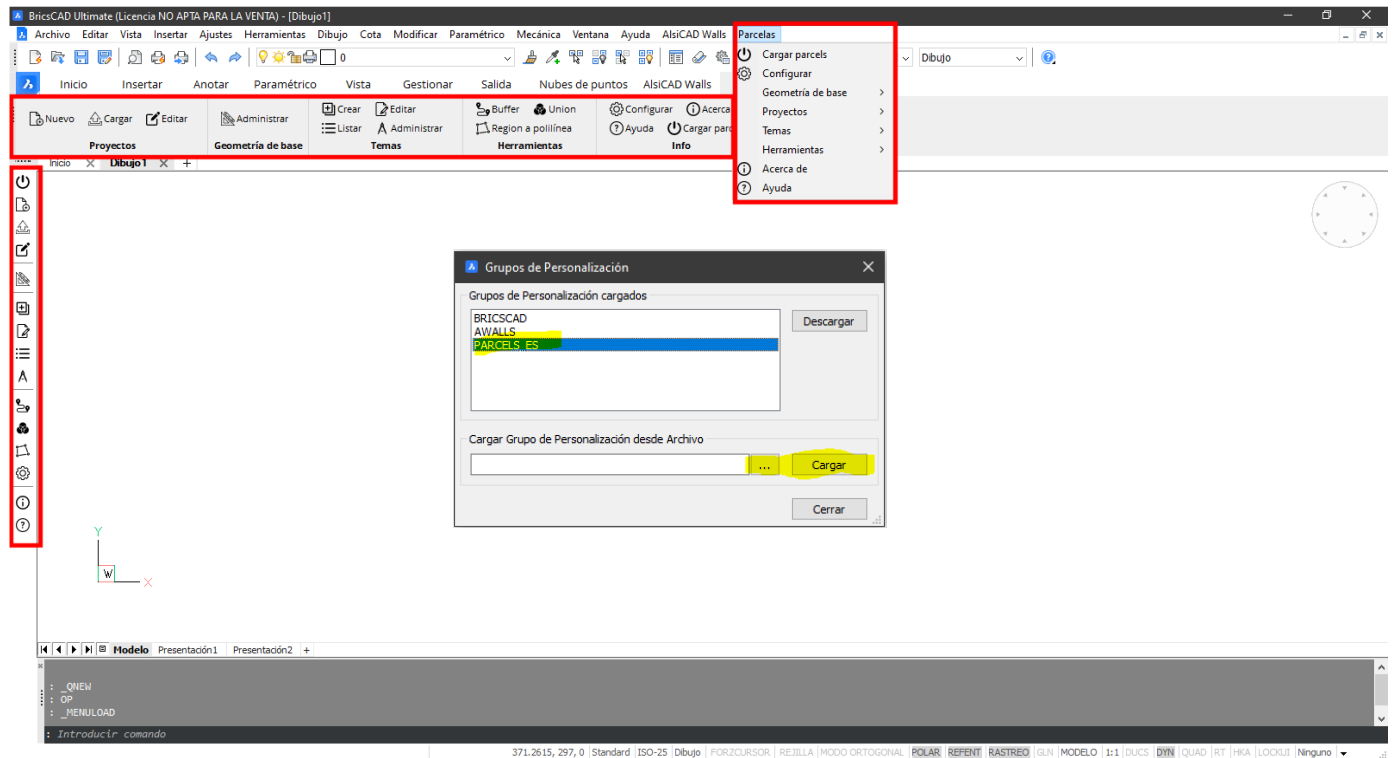 BricsCAD Ultimate (Licencia NO APTA PARA LA VENTA) - [Dibujo1]
Archivo Editar Vista Insertar Ajustes Herramientas Dibujo Cota Modificar Paramétrico Mecánica Ventana Ayuda AlsiCAD Walls Parcelas
0
Dibujo
Inicio Insertar Anotar Paramétrico Vista Gestionar Salida Nubes de puntos AlsiCAD Walls
Cargar parcels
Configurar
Geometría de base
Proyectos
Temas
Herramientas
Acerca de
Ayuda
Nuevo Cargar Editar Administrar Crear Editar Buffer Union Configurar Acerca
Listar Administrar Region a polilínea Ayuda Cargar parc
Proyectos Geometría de base Temas Herramientas Info
Inicio Dibujo1 +
Grupos de Personalización
Grupos de Personalización cargados
BRICSCAD
AWALLS
PARCELS_ES
Descargar
Cargar Grupo de Personalización desde Archivo
... Cargar
Cerrar
Y
W
X
Modelo Presentación1 Presentación2 +
: _QNEW
: OP
: _MENULOAD
: Introducir comando
371.2615, 297, 0 Standard ISO-25 Dibujo FORZCURSOR REJILLA MODO ORTOGONAL POLAR REFENT RASTREO GLN MODELO 1:1 DUCS DYN QUAD RT HKA LOCKUI Ninguno